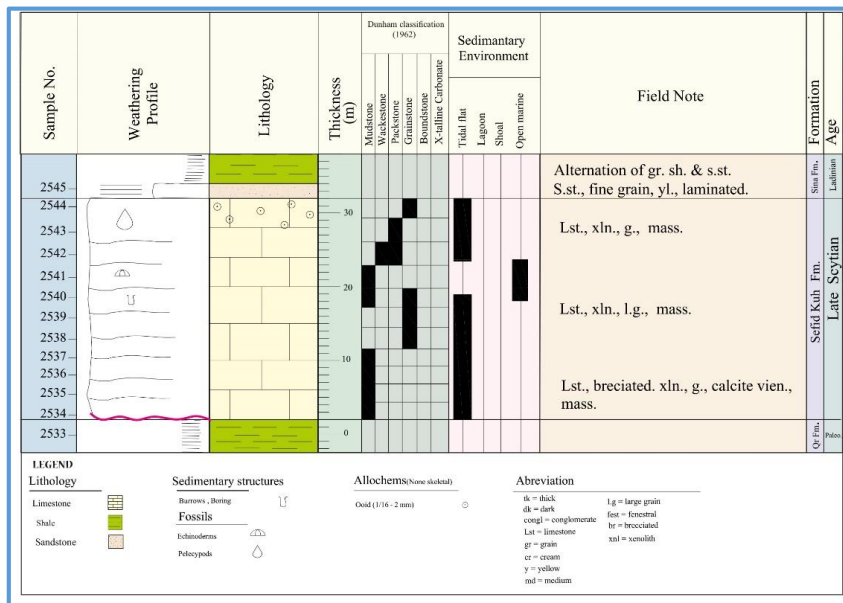 Sample No.
Weathering
Profile
Lithology
Thickness
(m)
Dunham classification
(1962)
Mudstone
Wackestone
Packstone
Grainstone
Boundstone
X-talline Carbonate
Sedimantary
Environment
Tidal flat
Lagoon
Shoal
Open marine
Field Note
Formation
Age
2545
2544
2542
2541
2540
2539
2538
2537
2536
2535
2534
2533
30
20
10
0
Alternation of gr. sh. & s.st.
S.st., fine grain, yl., laminated.
Lst., xln., g., mass.
Lst., xln., l.g., mass.
Lst., breciated. xln., g., calcite vien.,
mass.
Sina Fm.
Sefid Kuh Fm.
Qr Fm.
Ladinian
Late Scytian
Paleo.
LEGEND
Lithology
Limestone
Shale
Sandstone
Sedimentary structures
Burrows , Boring
Fossils
Echinoderms
Pelecypods
Allochems(None skeletal)
Ooid (1/16 - 2 mm)
Abreviation
tk = thick
dk = dark
congl = conglomerate
Lst = limestone
gr = grain
cr = cream
y = yellow
md = medium
l.g = large grain
fest = fenestral
br = brocciated
xnl = xenolith